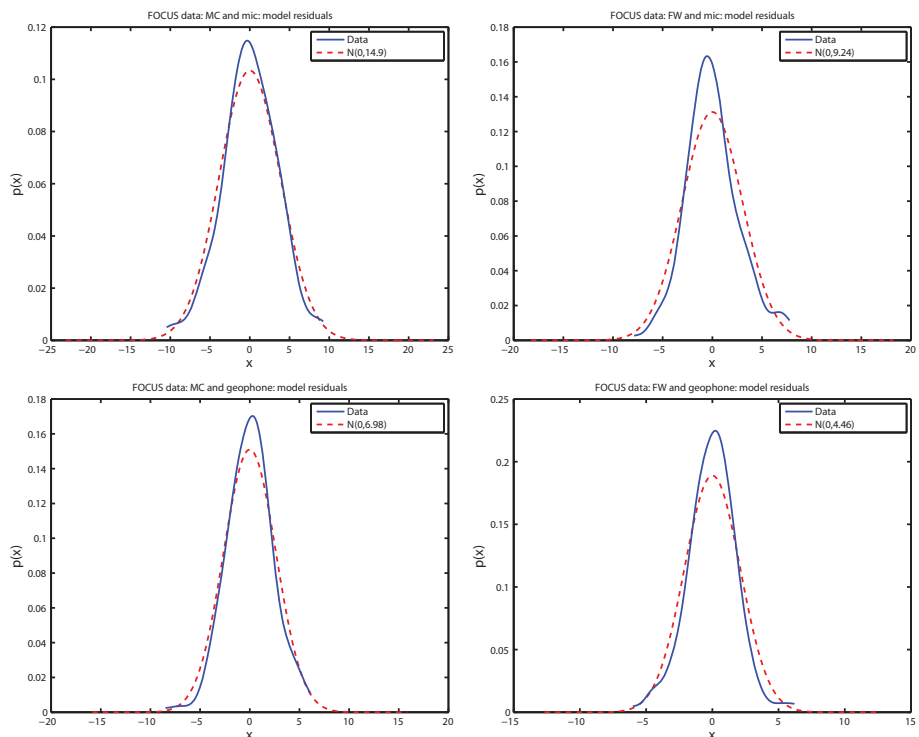 FOCUS data: MC and mic: model residuals
0.12
0.1
0.08
0.06
0.04
0.02
0
p(x)
Data
N(0,14.9)
−25 −20 −15 −10 −5 0 5 10 15 20 25
x
FOCUS data: FW and mic: model residuals
0.18
0.16
0.14
0.12
0.1
0.08
0.06
0.04
0.02
0
p(x)
Data
N(0,9.24)
−20 −15 −10 −5 0 5 10 15 20
x
FOCUS data: MC and geophone: model residuals
0.18
0.16
0.14
0.12
0.1
0.08
0.06
0.04
0.02
0
p(x)
Data
N(0,6.98)
−20 −15 −10 −5 0 5 10 15 20
x
FOCUS data: FW and geophone: model residuals
0.25
0.2
0.15
0.1
0.05
0
p(x)
Data
N(0,4.46)
−15 −10 −5 0 5 10 15
x